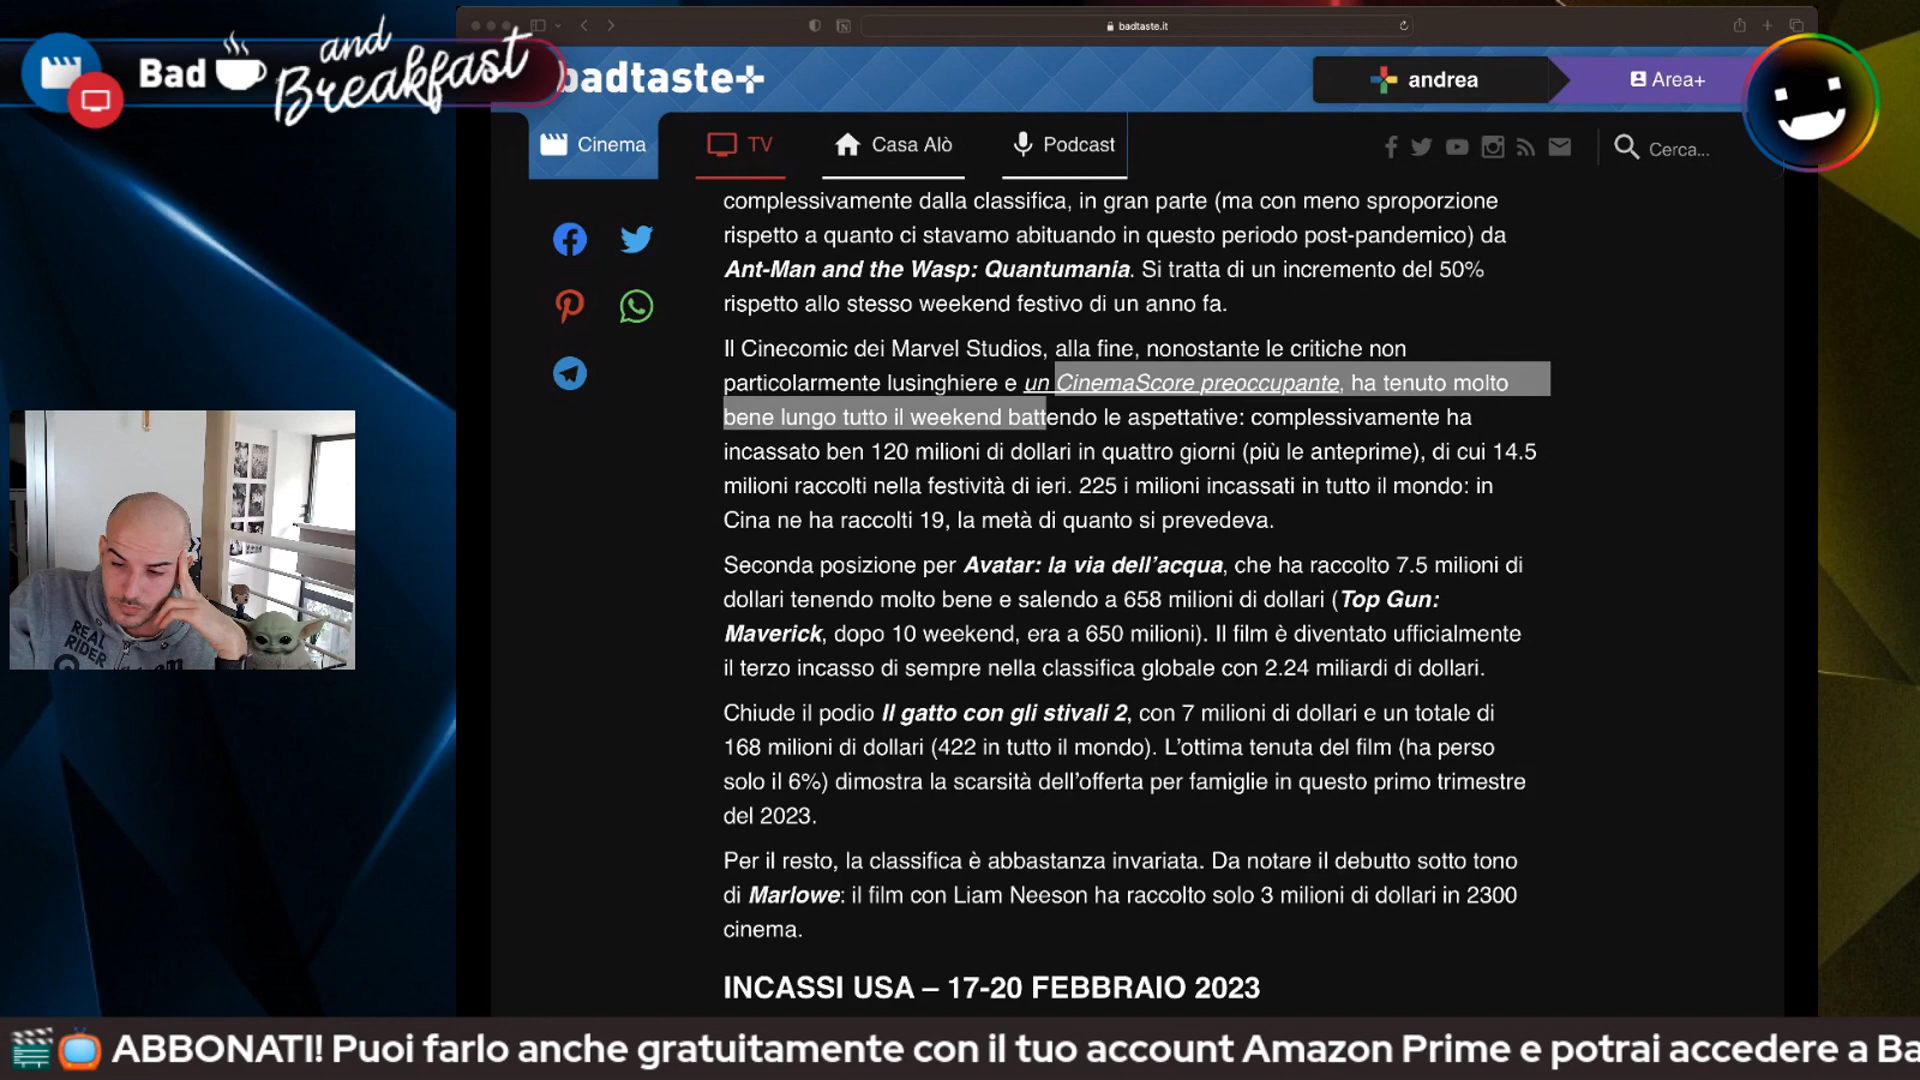 badtaste.it
Bad and Breakfast
badtaste
andrea
Area+
Cinema
TV
Casa Alò
Podcast
Cerca...
complessivamente dalla classifica, in gran parte (ma con meno sproporzione
rispetto a quanto ci stavamo abituando in questo periodo post-pandemico) da
Ant-Man and the Wasp: Quantumania. Si tratta di un incremento del 50%
rispetto allo stesso weekend festivo di un anno fa.
Il Cinecomic dei Marvel Studios, alla fine, nonostante le critiche non
particolarmente lusinghiere e un CinemaScore preoccupante, ha tenuto molto
bene lungo tutto il weekend battendo le aspettative: complessivamente ha
incassato ben 120 milioni di dollari in quattro giorni (più le anteprime), di cui 14.5
milioni raccolti nella festività di ieri. 225 i milioni incassati in tutto il mondo: in
Cina ne ha raccolti 19, la metà di quanto si prevedeva.
Seconda posizione per Avatar: la via dell'acqua, che ha raccolto 7.5 milioni di
dollari tenendo molto bene e salendo a 658 milioni di dollari (Top Gun:
Maverick, dopo 10 weekend, era a 650 milioni). Il film è diventato ufficialmente
il terzo incasso di sempre nella classifica globale con 2.24 miliardi di dollari.
Chiude il podio Il gatto con gli stivali 2, con 7 milioni di dollari e un totale di
168 milioni di dollari (422 in tutto il mondo). L'ottima tenuta del film (ha perso
solo il 6%) dimostra la scarsità dell'offerta per famiglie in questo primo trimestre
del 2023.
Per il resto, la classifica è abbastanza invariata. Da notare il debutto sotto tono
di Marlowe: il film con Liam Neeson ha raccolto solo 3 milioni di dollari in 2300
cinema.
INCASSI USA – 17-20 FEBBRAIO 2023
REAL
RIDER
ABBONATI! Puoi farlo anche gratuitamente con il tuo account Amazon Prime e potrai accedere a Ba